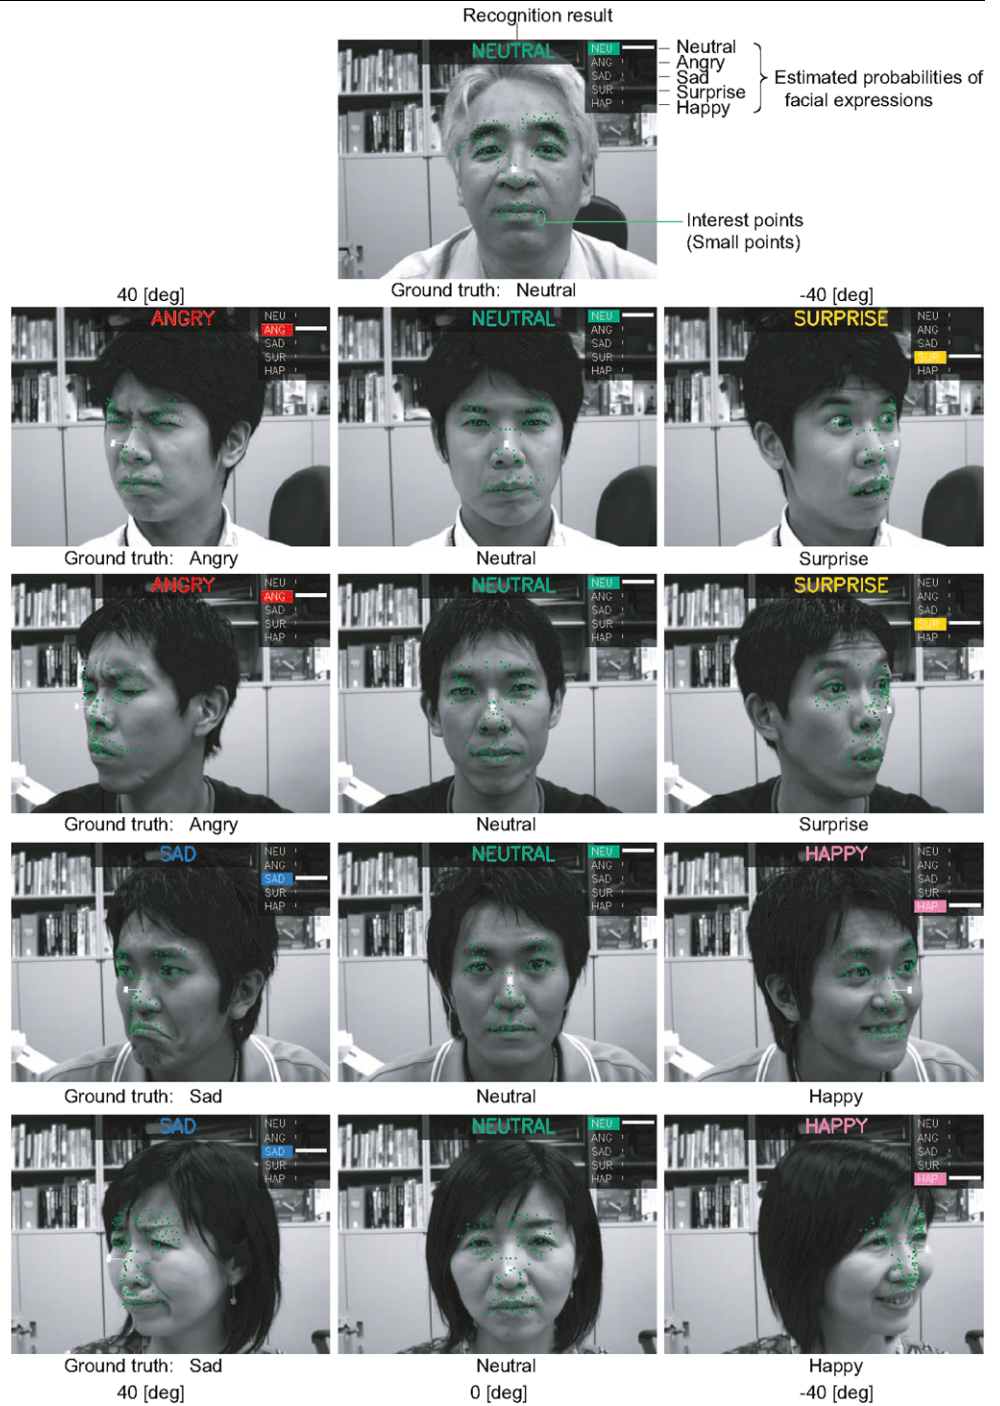 Recognition result
NEUTRAL
NEU
ANG
SAD
SUR
HAP
Neutral
Angry
Sad
Surprise
Happy
Estimated probabilities of
facial expressions
Interest points
(Small points)
Ground truth: Neutral
40 [deg]
-40 [deg]
ANGRY
NEU
ANG
SAD
SUR
HAP
NEUTRAL
NEU
ANG
SAD
SUR
HAP
SURPRISE
NEU
ANG
SAD
SUR
HAP
Ground truth: Angry
Neutral
Surprise
ANGRY
NEU
ANG
SAD
SUR
HAP
NEUTRAL
NEU
ANG
SAD
SUR
HAP
SURPRISE
NEU
ANG
SAD
SUR
HAP
Ground truth: Angry
Neutral
Surprise
SAD
NEU
ANG
SAD
SUR
HAP
NEUTRAL
NEU
ANG
SAD
SUR
HAP
HAPPY
NEU
ANG
SAD
SUR
HAP
Ground truth: Sad
Neutral
Happy
SAD
NEU
ANG
SAD
SUR
HAP
NEUTRAL
NEU
ANG
SAD
SUR
HAP
HAPPY
NEU
ANG
SAD
SUR
HAP
Ground truth: Sad
Neutral
Happy
40 [deg]
0 [deg]
-40 [deg]